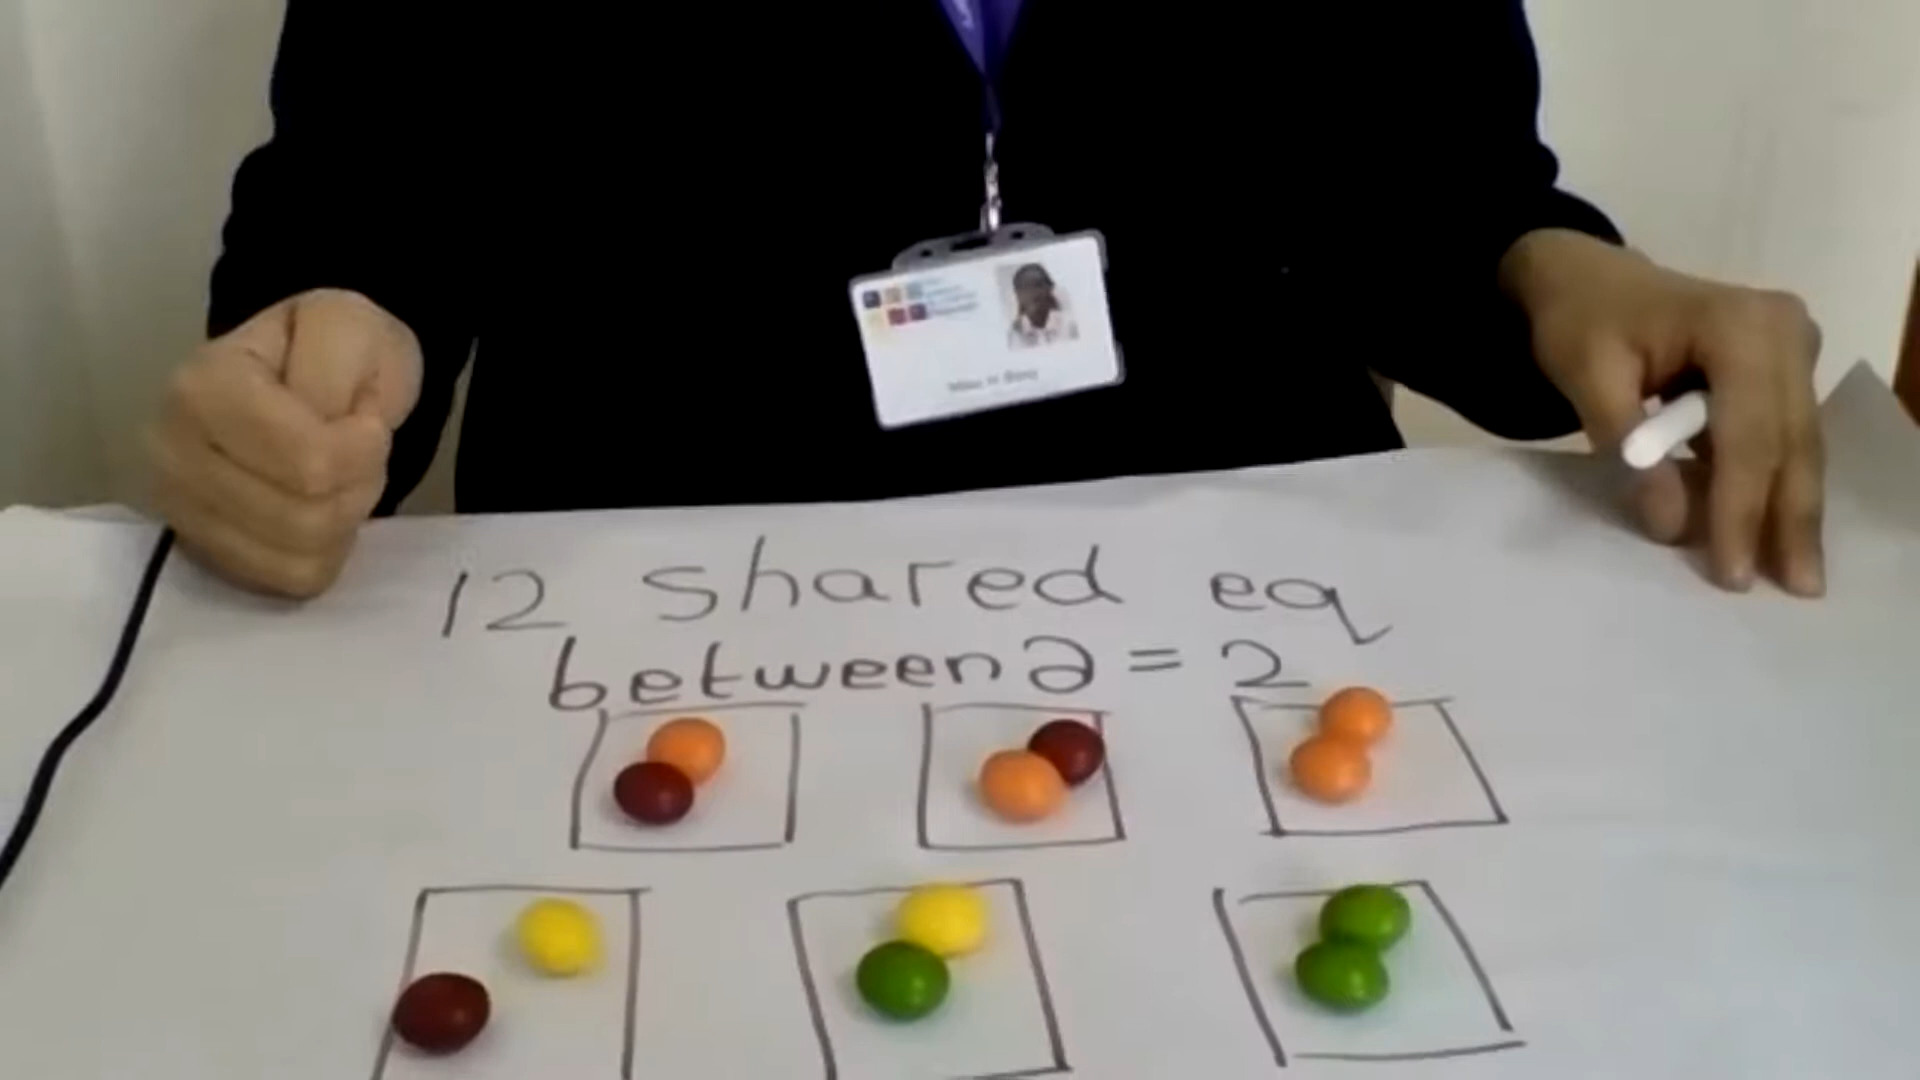 12 shared eq
between 2 = 2